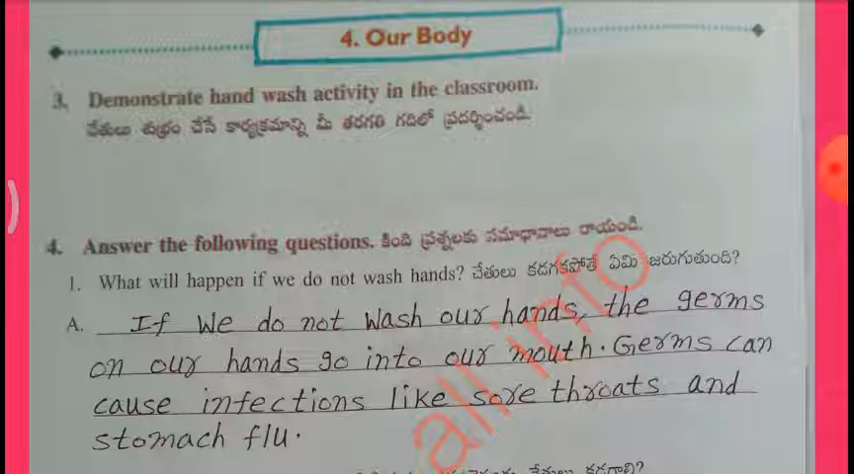 4. Our Body
3. Demonstrate hand wash activity in the classroom.
చేతులు శుభ్రం చేసే కార్యక్రమాన్ని మీ తరగతి గదిలో ప్రదర్శించండి.
4. Answer the following questions. కింది ప్రశ్నలకు సమాధానాలు రాయండి.
1. What will happen if we do not wash hands? చేతులు కడగకపోతే ఏమి జరుగుతుంది?
A. If we do not wash our hands, the germs
on our hands go into our mouth. Germs can
cause infections like sore throats and
stomach flu.
చేతులు కడగాలి?
all info